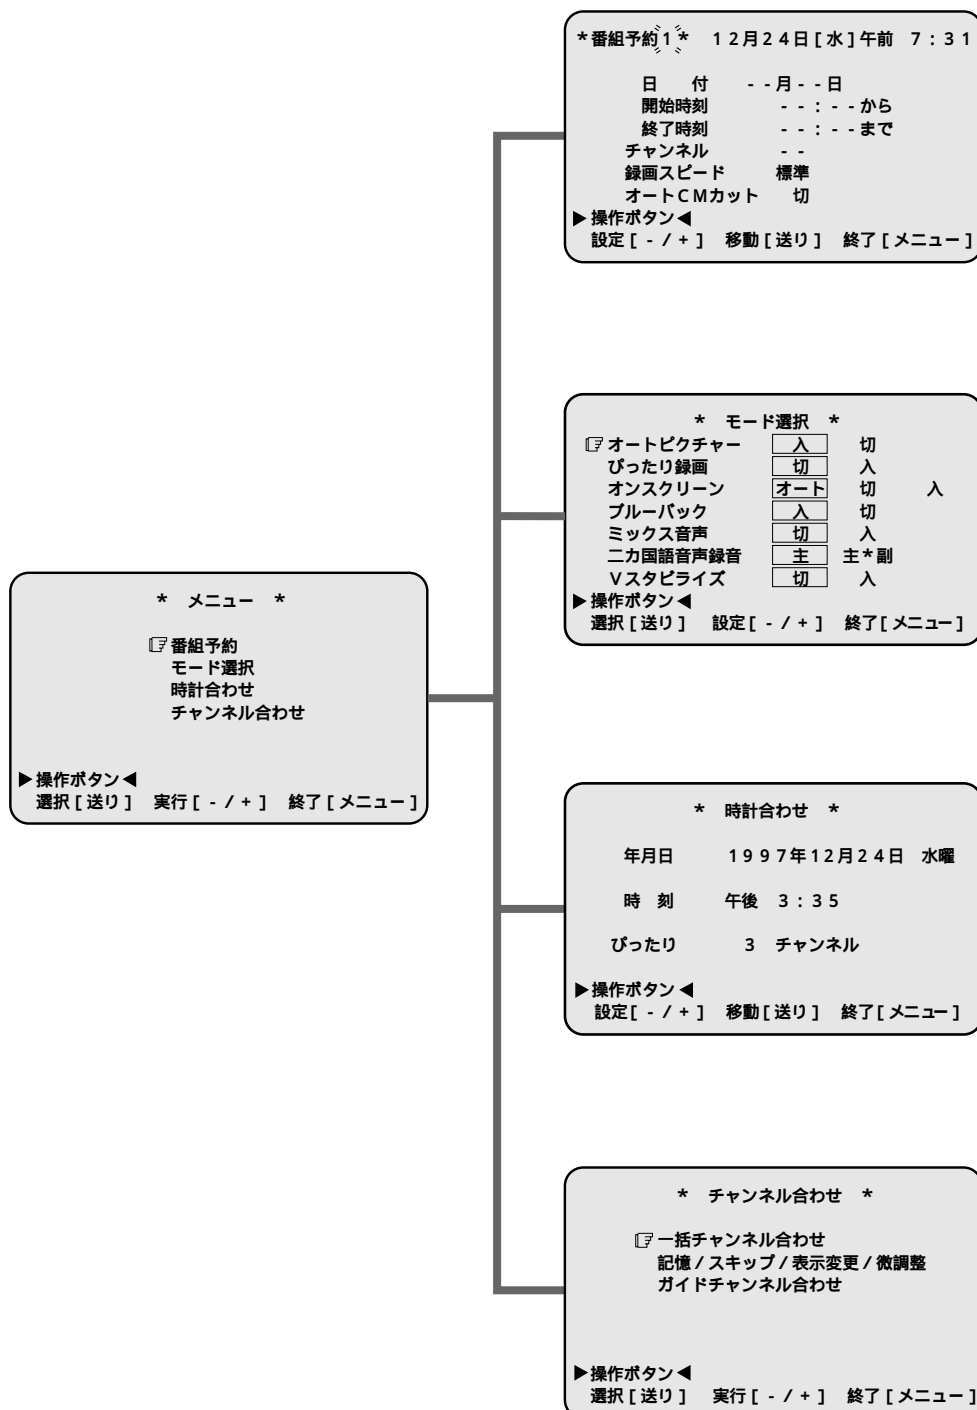 *番組予約1* 12月24日[水]午前 7:31
日 付 --月--日
開始時刻 --:--から
終了時刻 --:--まで
チャンネル --
録画スピード 標準
オートCMカット 切
▶操作ボタン◀
設定[-/+] 移動[送り] 終了[メニュー]
* モード選択 *
☞オートピクチャー 入 切
ぴったり録画 切 入
オンスクリーン オート 切 入
ブルーバック 入 切
ミックス音声 切 入
二カ国語音声録音 主 主*副
Vスタビライズ 切 入
▶操作ボタン◀
選択[送り] 設定[-/+] 終了[メニュー]
* メニュー *
☞番組予約
モード選択
時計合わせ
チャンネル合わせ
▶操作ボタン◀
選択[送り] 実行[-/+] 終了[メニュー]
* 時計合わせ *
年月日 1997年12月24日 水曜
時 刻 午後 3:35
ぴったり 3 チャンネル
▶操作ボタン◀
設定[-/+] 移動[送り] 終了[メニュー]
* チャンネル合わせ *
☞一括チャンネル合わせ
記憶/スキップ/表示変更/微調整
ガイドチャンネル合わせ
▶操作ボタン◀
選択[送り] 実行[-/+] 終了[メニュー]